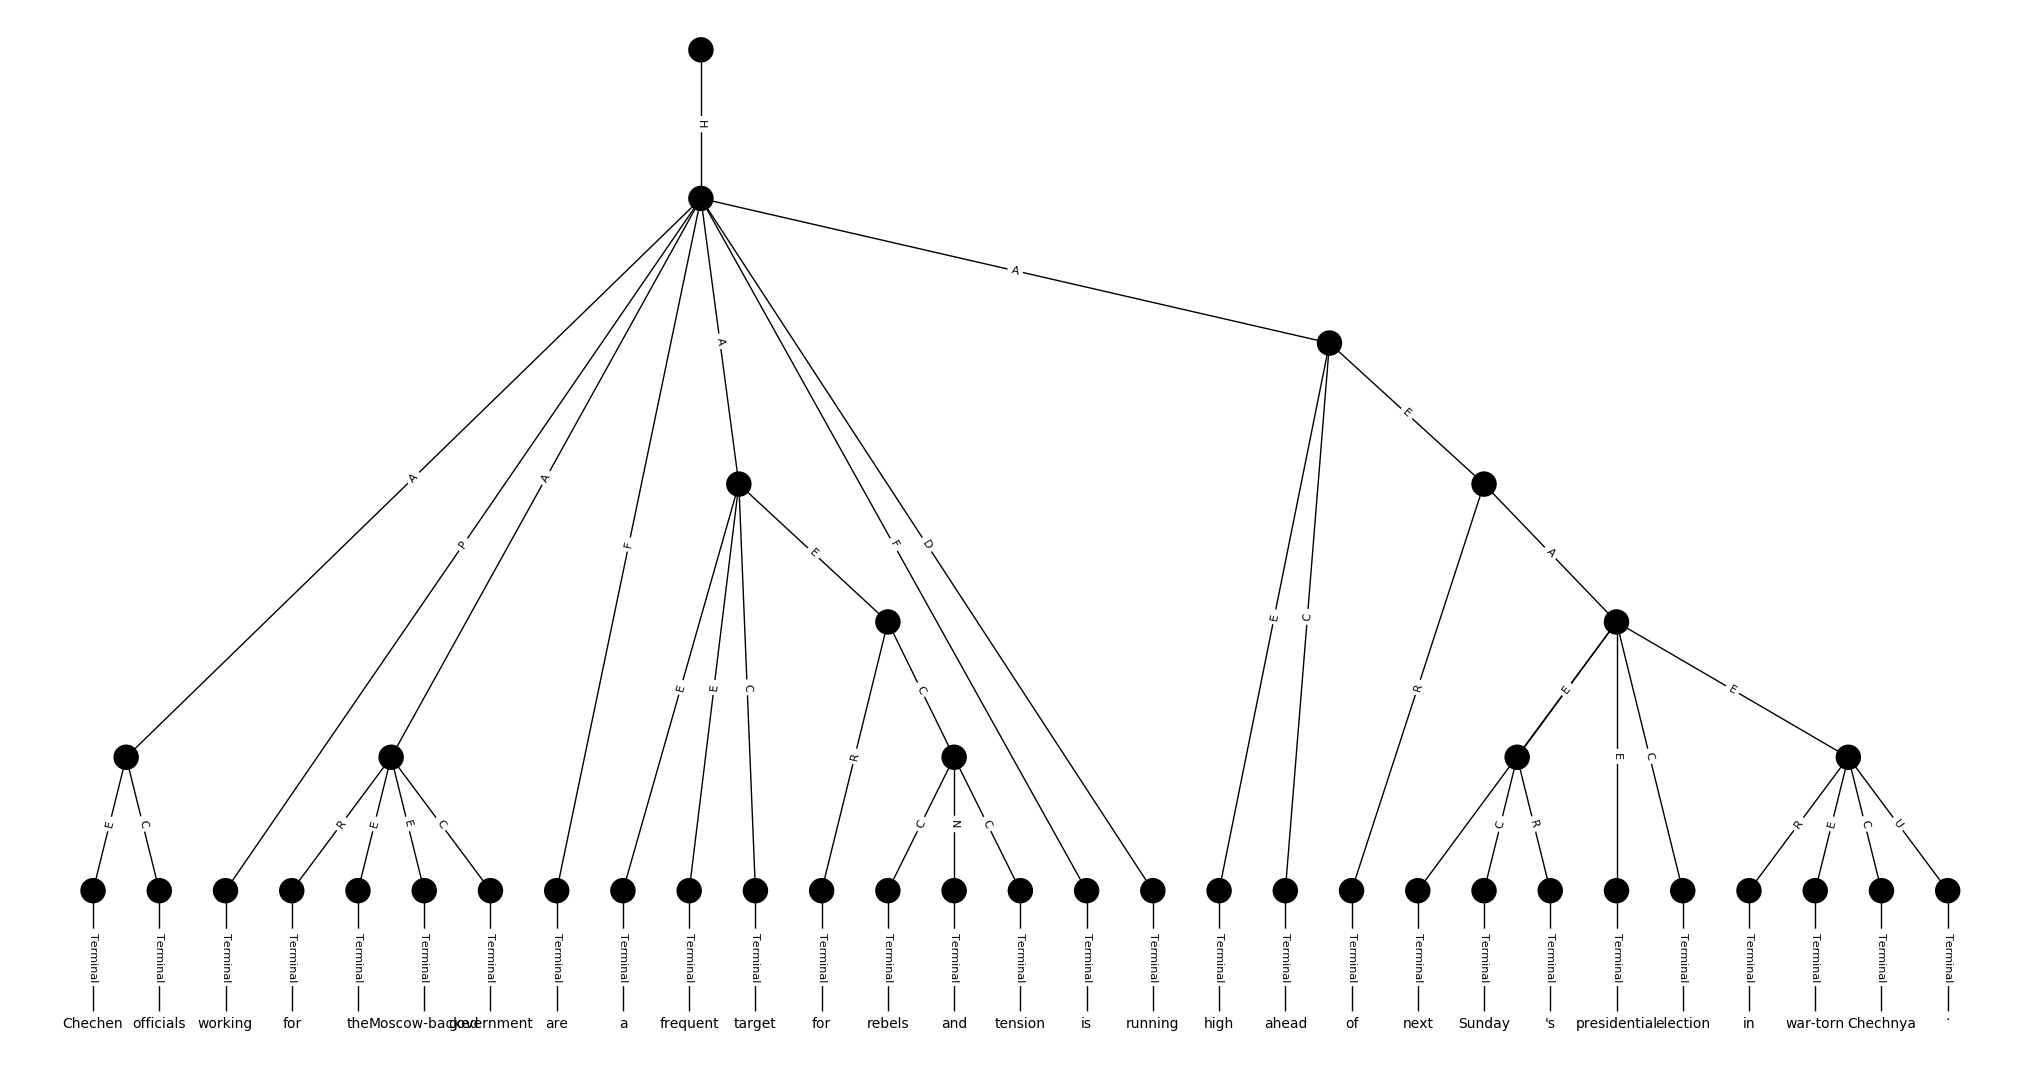 H
A
A
A
E
P
A
A
F
E
F
D
A
E
E
C
R
E
E
C
C
E
E
R
E
C
E
C
R
E
E
C
C
N
C
C
R
R
E
C
U
Terminal Terminal Terminal Terminal Terminal Terminal Terminal Terminal Terminal Terminal Terminal Terminal Terminal Terminal Terminal Terminal Terminal Terminal Terminal Terminal Terminal Terminal Terminal Terminal Terminal Terminal Terminal Terminal Terminal
Chechen officials working for the Moscow-backed government are a frequent target for rebels and tension is running high ahead of next Sunday 's presidential election in war-torn Chechnya .